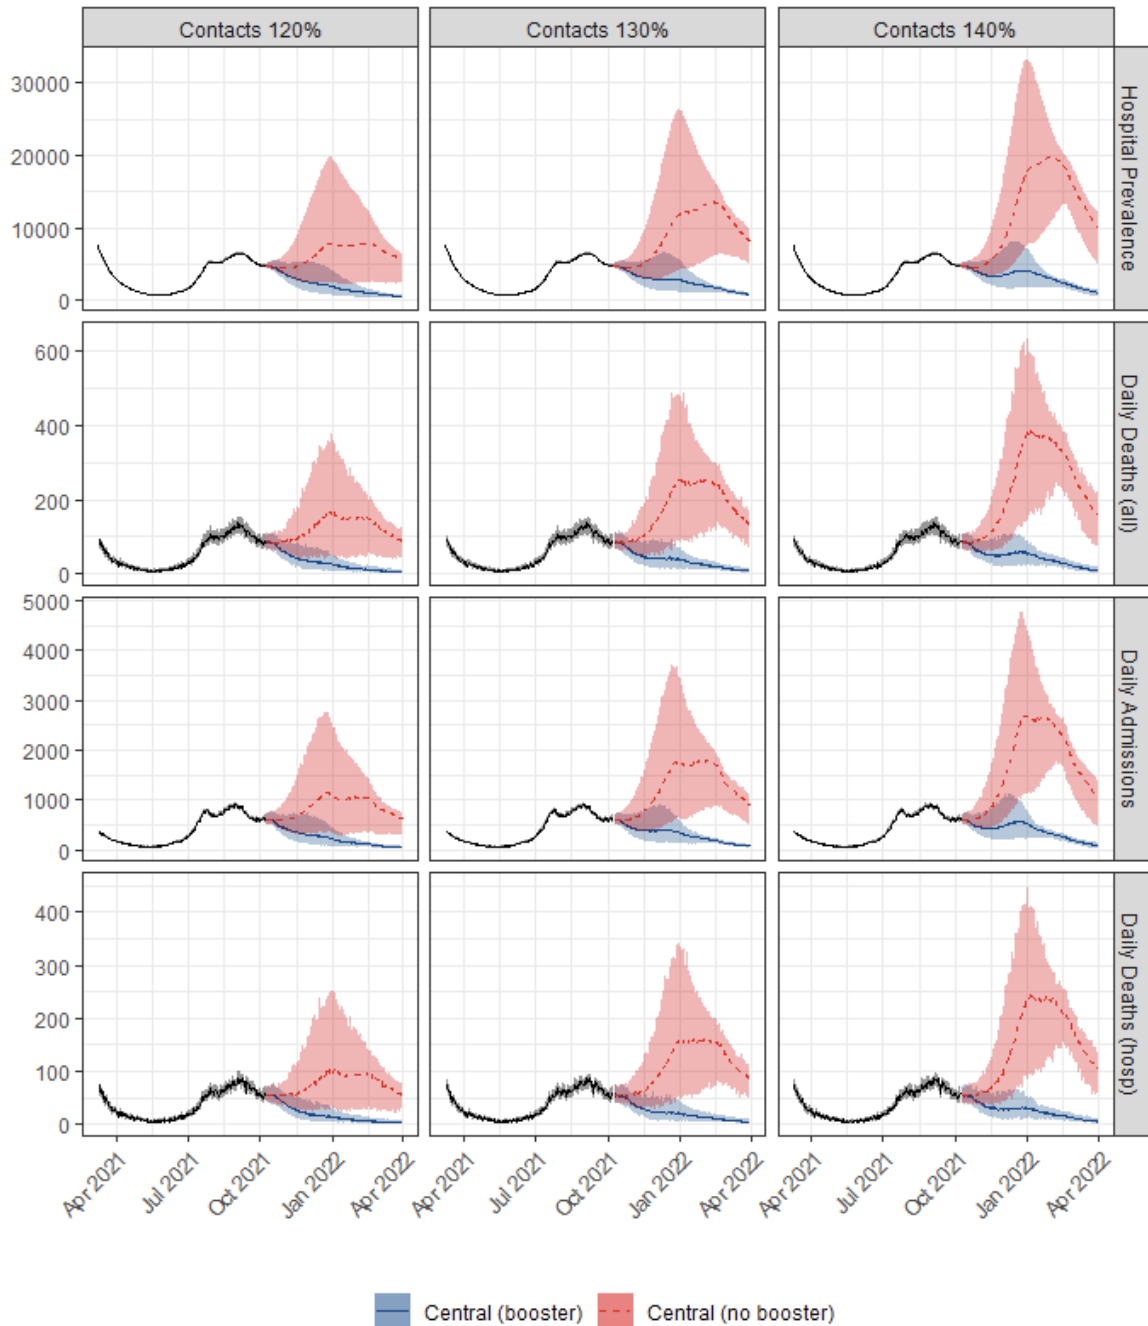 Contacts 120% Contacts 130% Contacts 140%
30000
20000
10000
0
Hospital Prevalence
600
400
200
0
Daily Deaths (all)
5000
4000
3000
2000
1000
0
Daily Admissions
400
300
200
100
0
Daily Deaths (hosp)
Apr 2021 Jul 2021 Oct 2021 Jan 2022 Apr 2022 Apr 2021 Jul 2021 Oct 2021 Jan 2022 Apr 2022 Apr 2021 Jul 2021 Oct 2021 Jan 2022 Apr 2022
Central (booster) Central (no booster)